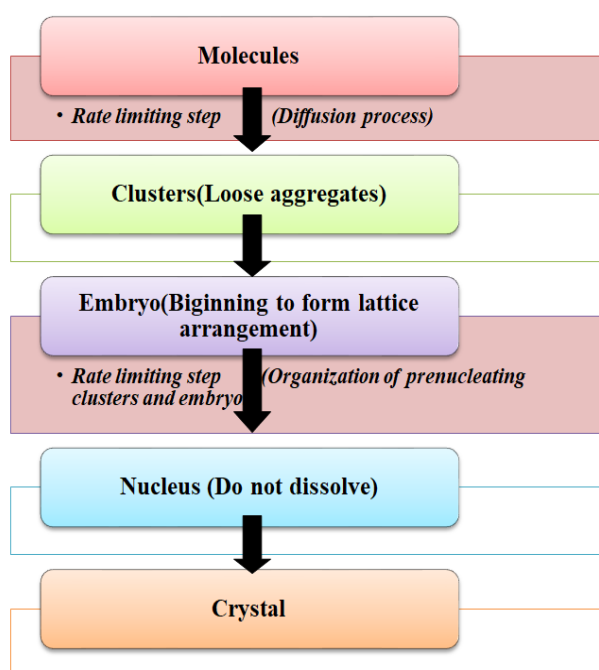 Molecules
• Rate limiting step (Diffusion process)
Clusters(Loose aggregates)
Embryo(Biginning to form lattice
arrangement)
• Rate limiting step (Organization of prenucleating
clusters and embryo
Nucleus (Do not dissolve)
Crystal